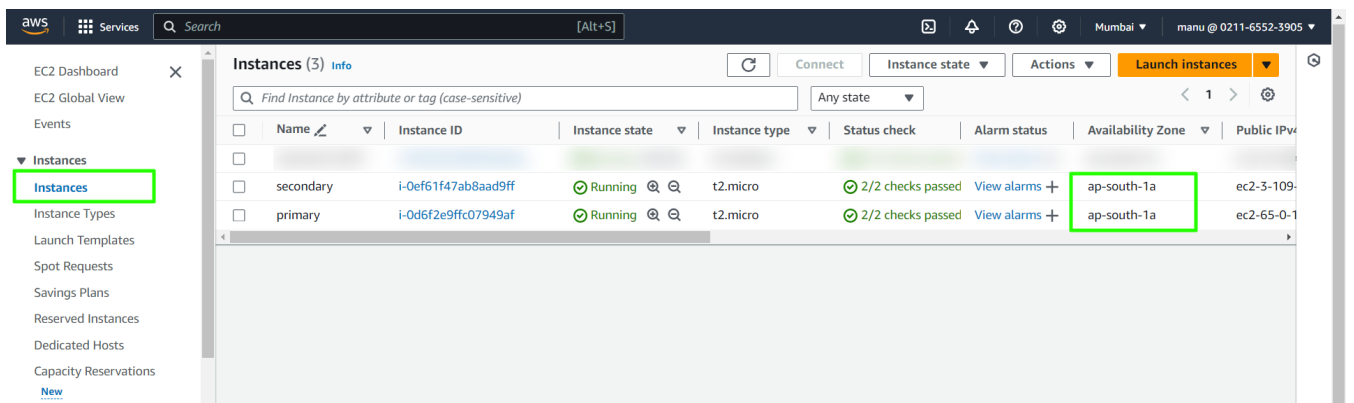 aws Services Search [Alt+S] Mumbai ▼ manu @ 0211-6552-3905 ▼
EC2 Dashboard
EC2 Global View
Events
▼ Instances
Instances
Instance Types
Launch Templates
Spot Requests
Savings Plans
Reserved Instances
Dedicated Hosts
Capacity Reservations
New
Instances (3) Info Connect Instance state ▼ Actions ▼ Launch instances ▼
Find Instance by attribute or tag (case-sensitive) Any state ▼ < 1 >
Name Instance ID Instance state Instance type Status check Alarm status Availability Zone Public IPv4
secondary i-0ef61f47ab8aad9ff Running t2.micro 2/2 checks passed View alarms + ap-south-1a ec2-3-109-
primary i-0d6f2e9ffc07949af Running t2.micro 2/2 checks passed View alarms + ap-south-1a ec2-65-0-1